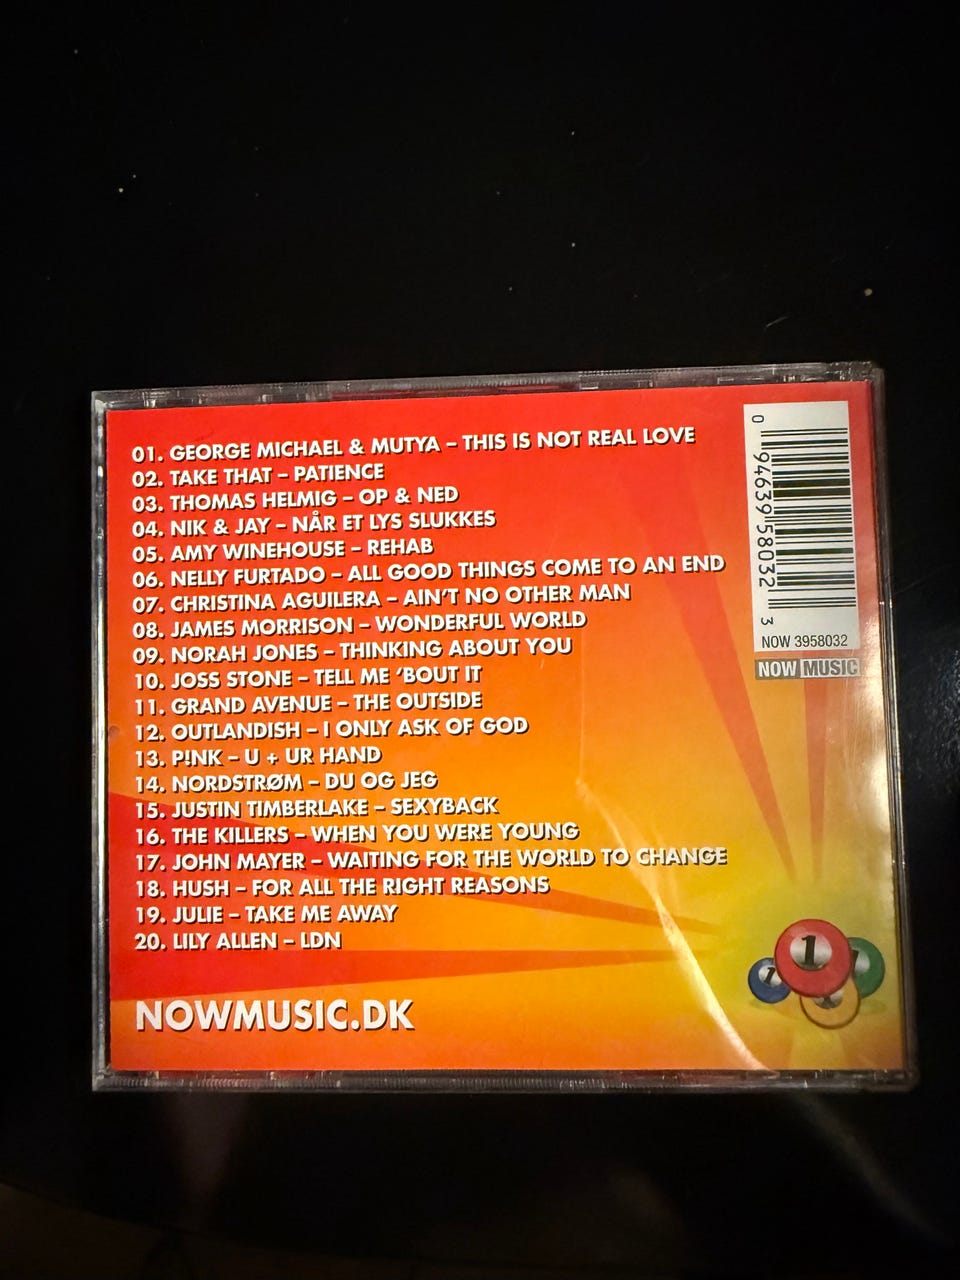 01. GEORGE MICHAEL & MUTYA – THIS IS NOT REAL LOVE
02. TAKE THAT – PATIENCE
03. THOMAS HELMIG – OP & NED
04. NIK & JAY – NÅR ET LYS SLUKKES
05. AMY WINEHOUSE – REHAB
06. NELLY FURTADO – ALL GOOD THINGS COME TO AN END
07. CHRISTINA AGUILERA – AIN'T NO OTHER MAN
08. JAMES MORRISON – WONDERFUL WORLD
09. NORAH JONES – THINKING ABOUT YOU
10. JOSS STONE – TELL ME ‘BOUT IT
11. GRAND AVENUE – THE OUTSIDE
12. OUTLANDISH – I ONLY ASK OF GOD
13. P!NK – U + UR HAND
14. NORDSTRØM – DU OG JEG
15. JUSTIN TIMBERLAKE – SEXYBACK
16. THE KILLERS – WHEN YOU WERE YOUNG
17. JOHN MAYER – WAITING FOR THE WORLD TO CHANGE
18. HUSH – FOR ALL THE RIGHT REASONS
19. JULIE – TAKE ME AWAY
20. LILY ALLEN – LDN
NOWMUSIC.DK
0 94639 58032 3
NOW 3958032
NOW MUSIC
1
1
1